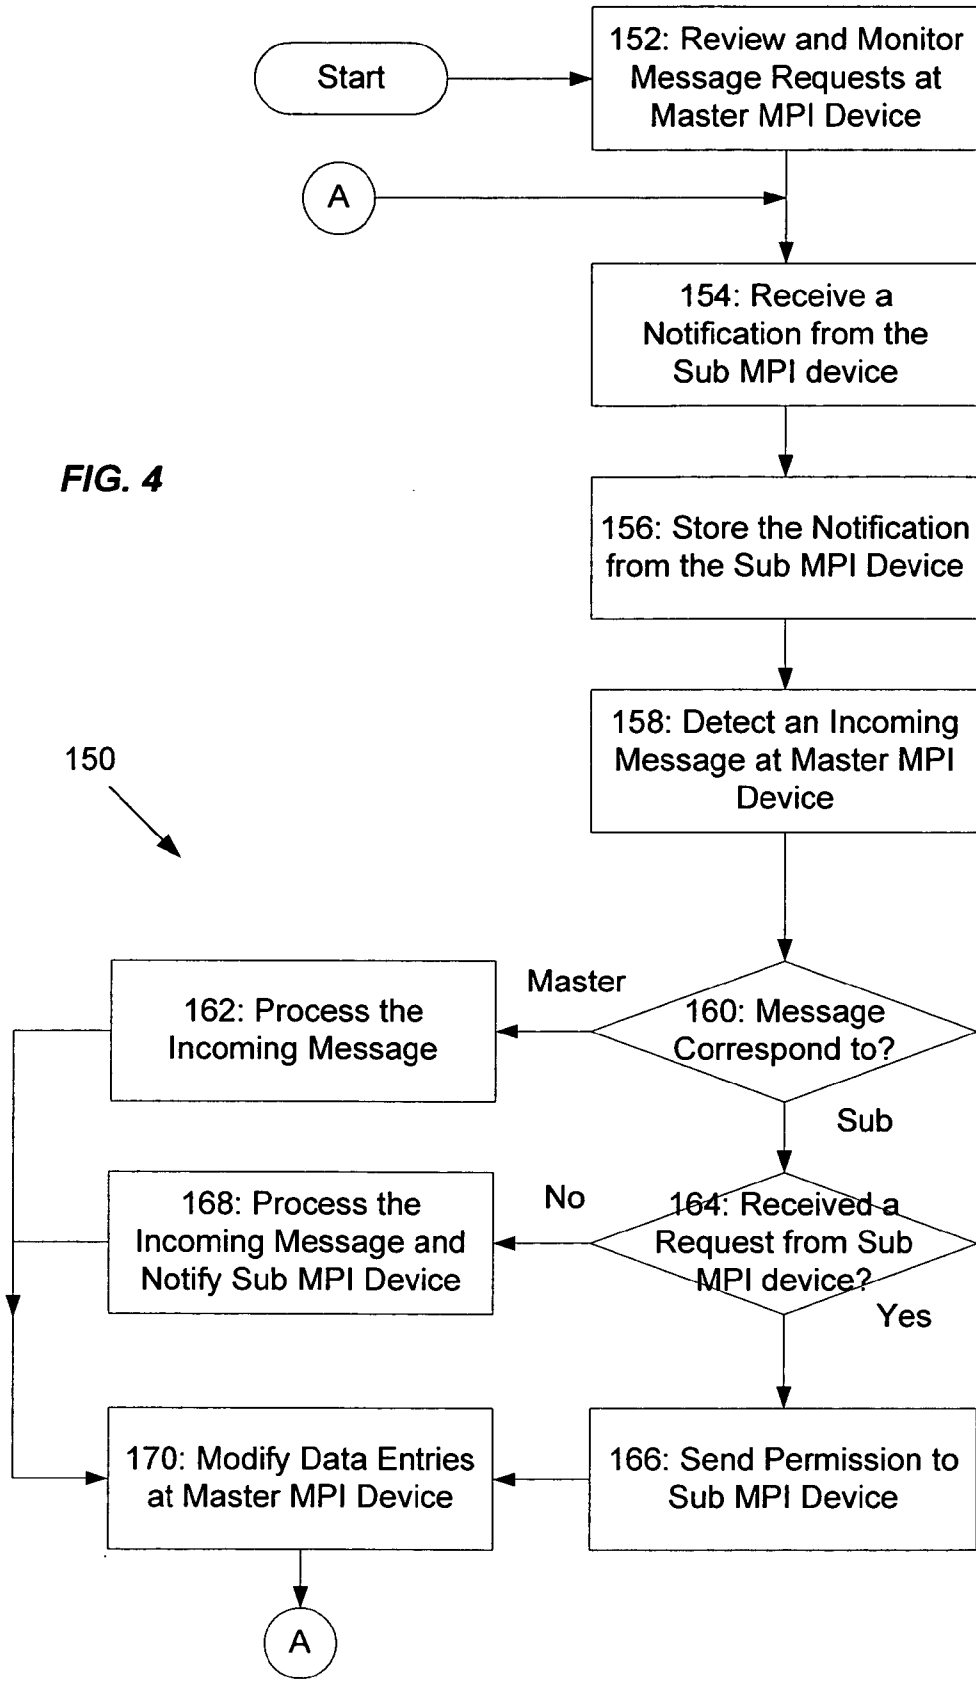 Start
152: Review and Monitor
Message Requests at
Master MPI Device
A
154: Receive a
Notification from the
Sub MPI device
FIG. 4
156: Store the Notification
from the Sub MPI Device
158: Detect an Incoming
Message at Master MPI
Device
150
Master
160: Message
Correspond to?
162: Process the
Incoming Message
Sub
No
164: Received a
Request from Sub
MPI device?
168: Process the
Incoming Message and
Notify Sub MPI Device
Yes
170: Modify Data Entries
at Master MPI Device
166: Send Permission to
Sub MPI Device
A